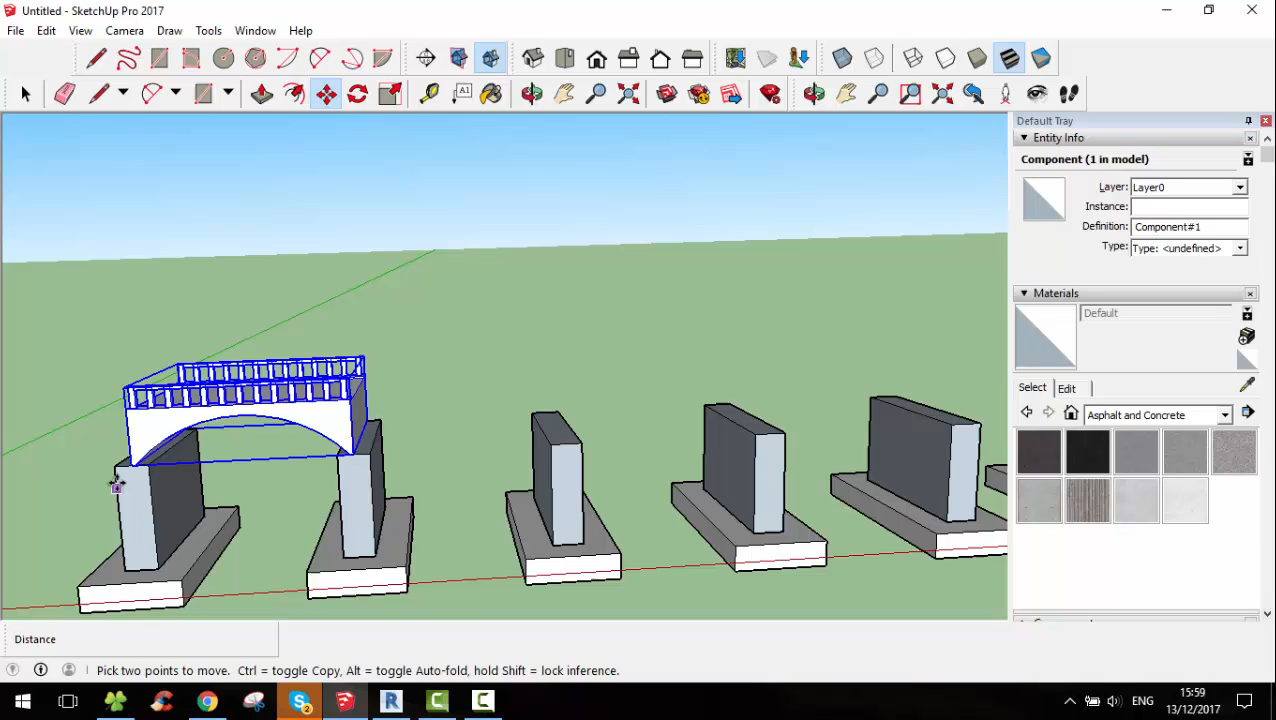 Untitled - SketchUp Pro 2017
File Edit View Camera Draw Tools Window Help
A1
Default Tray
Entity Info
Component (1 in model)
Layer: Layer0
Instance:
Definition: Component#1
Type: Type: <undefined>
Materials
Default
Select Edit
Asphalt and Concrete
Distance
Pick two points to move. Ctrl = toggle Copy, Alt = toggle Auto-fold, hold Shift = lock inference.
S 2 R C C
ENG
15:59
13/12/2017